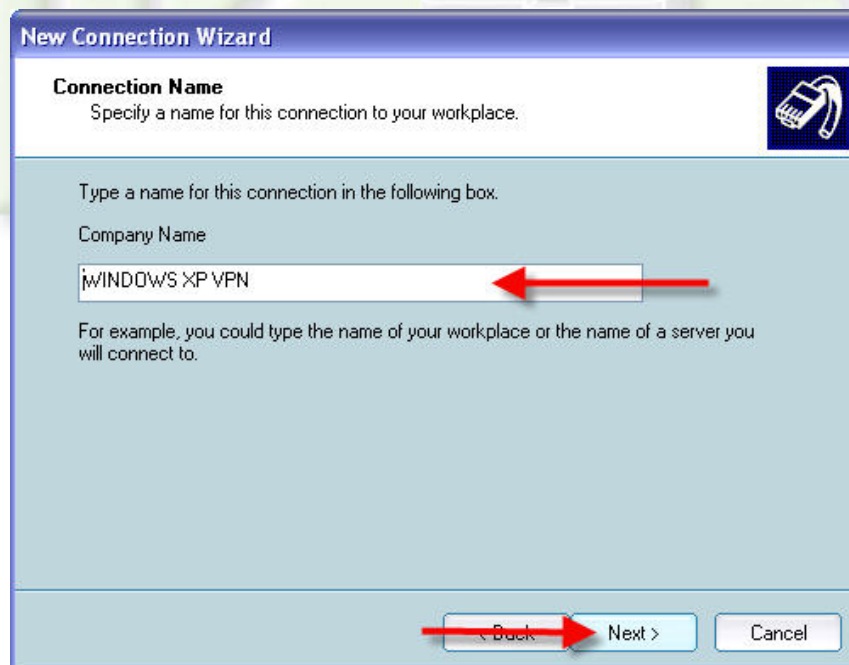 New Connection Wizard
Connection Name
Specify a name for this connection to your workplace.
Type a name for this connection in the following box.
Company Name
WINDOWS XP VPN
For example, you could type the name of your workplace or the name of a server you
will connect to.
< Back Next > Cancel